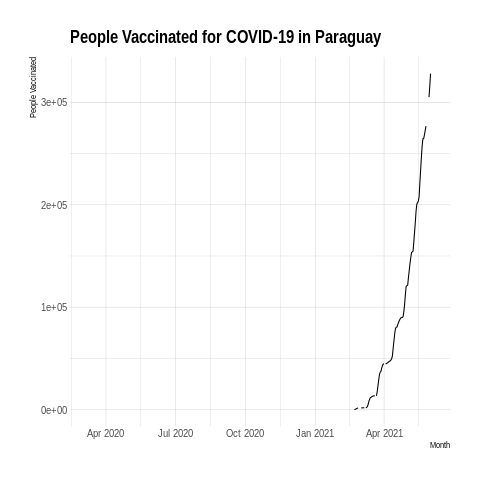 People Vaccinated for COVID-19 in Paraguay
People Vaccinated
3e+05
2e+05
1e+05
0e+00
Apr 2020 Jul 2020 Oct 2020 Jan 2021 Apr 2021
Month